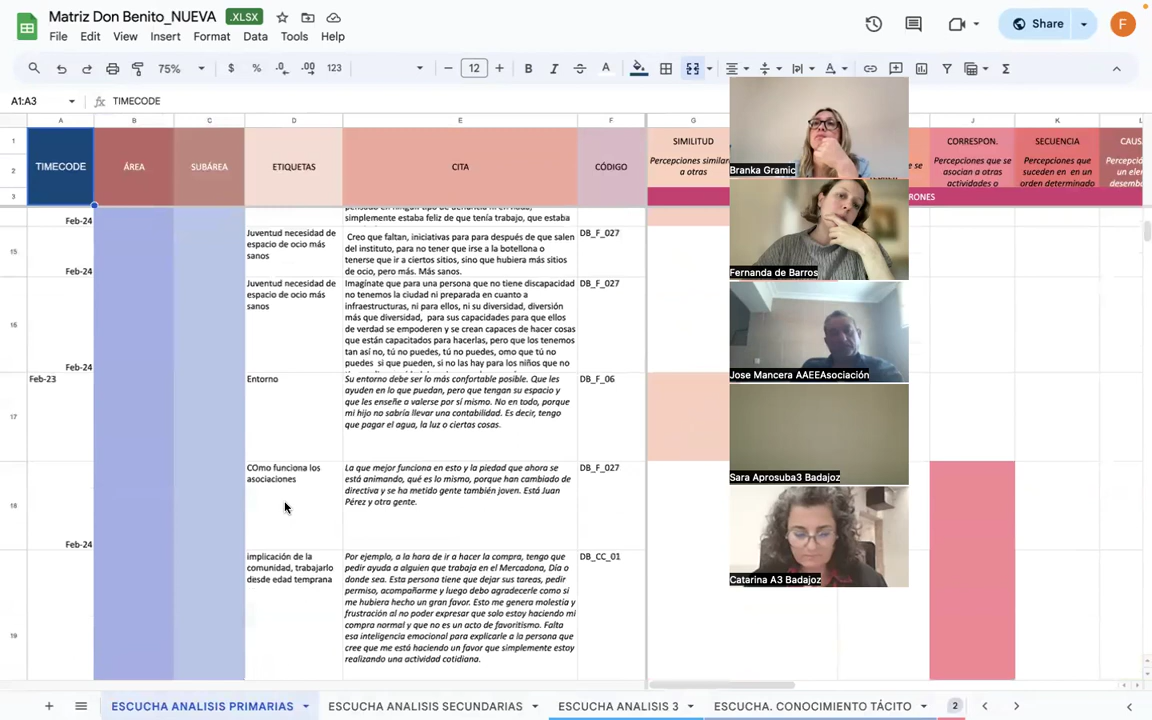 Matriz Don Benito_NUEVA .XLSX
File Edit View Insert Format Data Tools Help
Share
F
75% $ % .0 .00 123 12 B I A
A1:A3 TIMECODE
A B C D E F G J K L
1
2
3
TIMECODE
ÁREA
SUBÁREA
ETIQUETAS
CITA
CÓDIGO
SIMILITUD
Percepciones similar
a otras
CORRESPON.
Percepciones que se
asocian a otras
actividades o
SECUENCIA
Percepciones que
suceden en en un
orden determinado
CAUS
Percepció
un elen
desemb
RONES
simplemente estaba feliz de que tenía trabajo, que estaba
Feb-24
15
Juventud necesidad de
espacio de ocio más
sanos
Creo que faltan, iniciativas para para después de que salen
del instituto, para no tener que irse a la botellona o
tenerse que ir a ciertos sitios, sino que hubiera más sitios
de ocio, pero más. Más sanos.
DB_F_027
Feb-24
16
Juventud necesidad de
espacio de ocio más
sanos
Imagínate que para una persona que no tiene discapacidad
no tenemos la ciudad ni preparada en cuanto a
infraestructuras, ni para ellos, ni su diversidad, diversión
más que diversidad, para sus capacidades para que ellos
de verdad se empoderen y se crean capaces de hacer cosas
que están capacitados para hacerlas, pero que los tenemos
tan así no, tú no puedes, tú no puedes, omo que tú no
puedes si que pueden, si no las hay para los niños que no
DB_F_027
Feb-24
Feb-23
17
Entorno
Su entorno debe ser lo más confortable posible. Que les
ayuden en lo que puedan, pero que tengan su espacio y
que les enseñe a valerse por sí mismo. No en todo, porque
mi hijo no sabría llevar una contabilidad. Es decir, tengo
que pagar el agua, la luz o ciertas cosas.
DB_F_06
18
COmo funciona los
asociaciones
La que mejor funciona en esto y la piedad que ahora se
está animando, qué es lo mismo, porque han cambiado de
directiva y se ha metido gente también joven. Está Juan
Pérez y otra gente.
DB_F_027
Feb-24
19
implicación de la
comunidad, trabajarlo
desde edad temprana
Por ejemplo, a la hora de ir a hacer la compra, tengo que
pedir ayuda a alguien que trabaja en el Mercadona, Día o
donde sea. Esta persona tiene que dejar sus tareas, pedir
permiso, acompañarme y luego debo agradecerle como si
me hubiera hecho un gran favor. Esto me genera molestia y
frustración al no poder expresar que solo estoy haciendo mi
compra normal y que no es un acto de favoritismo. Falta
esa inteligencia emocional para explicarle a la persona que
cree que me está haciendo un favor que simplemente estoy
realizando una actividad cotidiana.
DB_CC_01
Branka Gramic
Fernanda de Barros
Jose Mancera AAEEAsociación
Sara Aprosuba3 Badajoz
Catarina A3 Badajoz
ESCUCHA ANALISIS PRIMARIAS ESCUCHA ANALISIS SECUNDARIAS ESCUCHA ANALISIS 3 ESCUCHA. CONOCIMIENTO TÁCITO 2